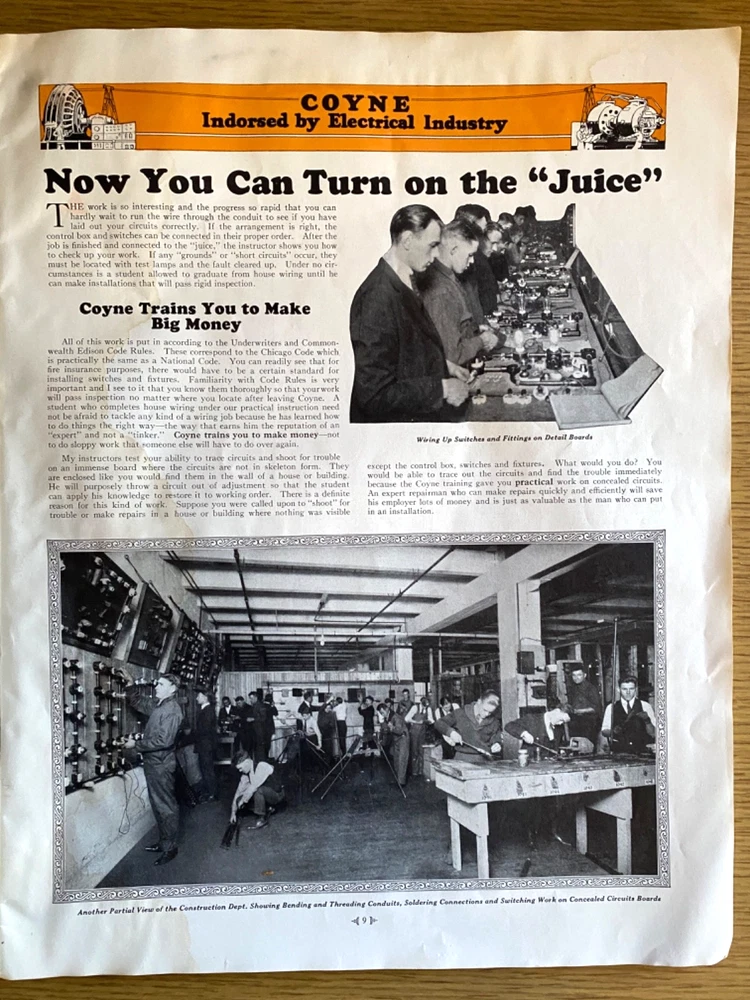 COYNE
Indorsed by Electrical Industry
Now You Can Turn on the “Juice”
THE work is so interesting and the progress so rapid that you can
hardly wait to run the wire through the conduit to see if you have
laid out your circuits correctly. If the arrangement is right, the
control box and switches can be connected in their proper order. After the
job is finished and connected to the “juice,” the instructor shows you how
to check up your work. If any “grounds” or “short circuits” occur, they
must be located with test lamps and the fault cleared up. Under no cir-
cumstances is a student allowed to graduate from house wiring until he
can make installations that will pass rigid inspection.
Coyne Trains You to Make
Big Money
All of this work is put in according to the Underwriters and Common-
wealth Edison Code Rules. These correspond to the Chicago Code which
is practically the same as a National Code. You can readily see that for
fire insurance purposes, there would have to be a certain standard for
installing switches and fixtures. Familiarity with Code Rules is very
important and I see to it that you know them thoroughly so that your work
will pass inspection no matter where you locate after leaving Coyne. A
student who completes house wiring under our practical instruction need
not be afraid to tackle any kind of a wiring job because he has learned how
to do things the right way—the way that earns him the reputation of an
“expert” and not a “tinker.” Coyne trains you to make money—not
to do sloppy work that someone else will have to do over again.
My instructors test your ability to trace circuits and shoot for trouble
on an immense board where the circuits are not in skeleton form. They
are enclosed like you would find them in the wall of a house or building.
He will purposely throw a circuit out of adjustment so that the student
can apply his knowledge to restore it to working order. There is a definite
reason for this kind of work. Suppose you were called upon to “shoot” for
trouble or make repairs in a house or building where nothing was visible
Wiring Up Switches and Fittings on Detail Boards
except the control box, switches and fixtures. What would you do? You
would be able to trace out the circuits and find the trouble immediately
because the Coyne training gave you practical work on concealed circuits.
An expert repairman who can make repairs quickly and efficiently will save
his employer lots of money and is just as valuable as the man who can put
in an installation.
Another Partial View of the Construction Dept. Showing Bending and Threading Conduits, Soldering Connections and Switching Work on Concealed Circuits Boards
9